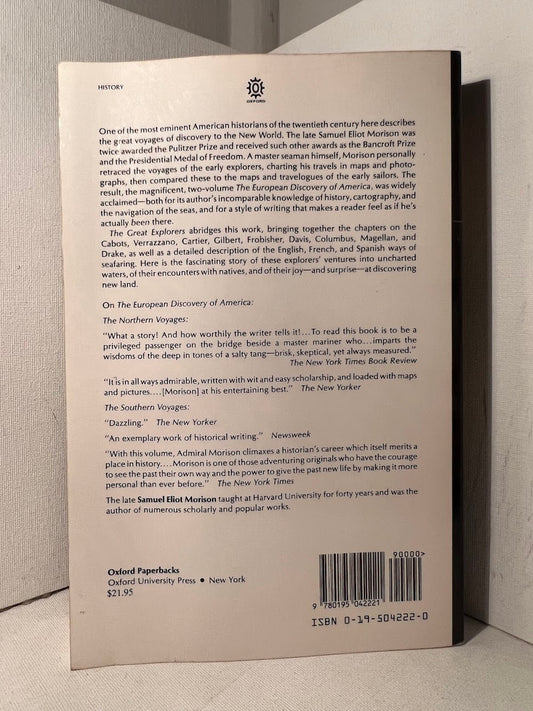 HISTORY
OXFORD
One of the most eminent American historians of the twentieth century here describes
the great voyages of discovery to the New World. The late Samuel Eliot Morison was
twice awarded the Pulitzer Prize and received such other awards as the Bancroft Prize
and the Presidential Medal of Freedom. A master seaman himself, Morison personally
retraced the voyages of the early explorers, charting his travels in maps and photo-
graphs, then compared these to the maps and travelogues of the early sailors. The
result, the magnificent, two-volume The European Discovery of America, was widely
acclaimed—both for its author's incomparable knowledge of history, cartography, and
the navigation of the seas, and for a style of writing that makes a reader feel as if he's
actually been there.
The Great Explorers abridges this work, bringing together the chapters on the
Cabots, Verrazzano, Cartier, Gilbert, Frobisher, Davis, Columbus, Magellan, and
Drake, as well as a detailed description of the English, French, and Spanish ways of
seafaring. Here is the fascinating story of these explorers' ventures into uncharted
waters, of their encounters with natives, and of their joy—and surprise—at discovering
new land.
On The European Discovery of America:
The Northern Voyages:
"What a story! And how worthily the writer tells it!...To read this book is to be a
privileged passenger on the bridge beside a master mariner who...imparts the
wisdoms of the deep in tones of a salty tang—brisk, skeptical, yet always measured."
The New York Times Book Review
"It is in all ways admirable, written with wit and easy scholarship, and loaded with maps
and pictures....[Morison] at his entertaining best." The New Yorker
The Southern Voyages:
"Dazzling." The New Yorker
"An exemplary work of historical writing." Newsweek
"With this volume, Admiral Morison climaxes a historian's career which itself merits a
place in history....Morison is one of those adventuring originals who have the courage
to see the past their own way and the power to give the past new life by making it more
personal than ever before." The New York Times
The late Samuel Eliot Morison taught at Harvard University for forty years and was the
author of numerous scholarly and popular works.
Oxford Paperbacks
Oxford University Press • New York
$21.95
90000>
9 780195 042221
ISBN 0-19-504222-0